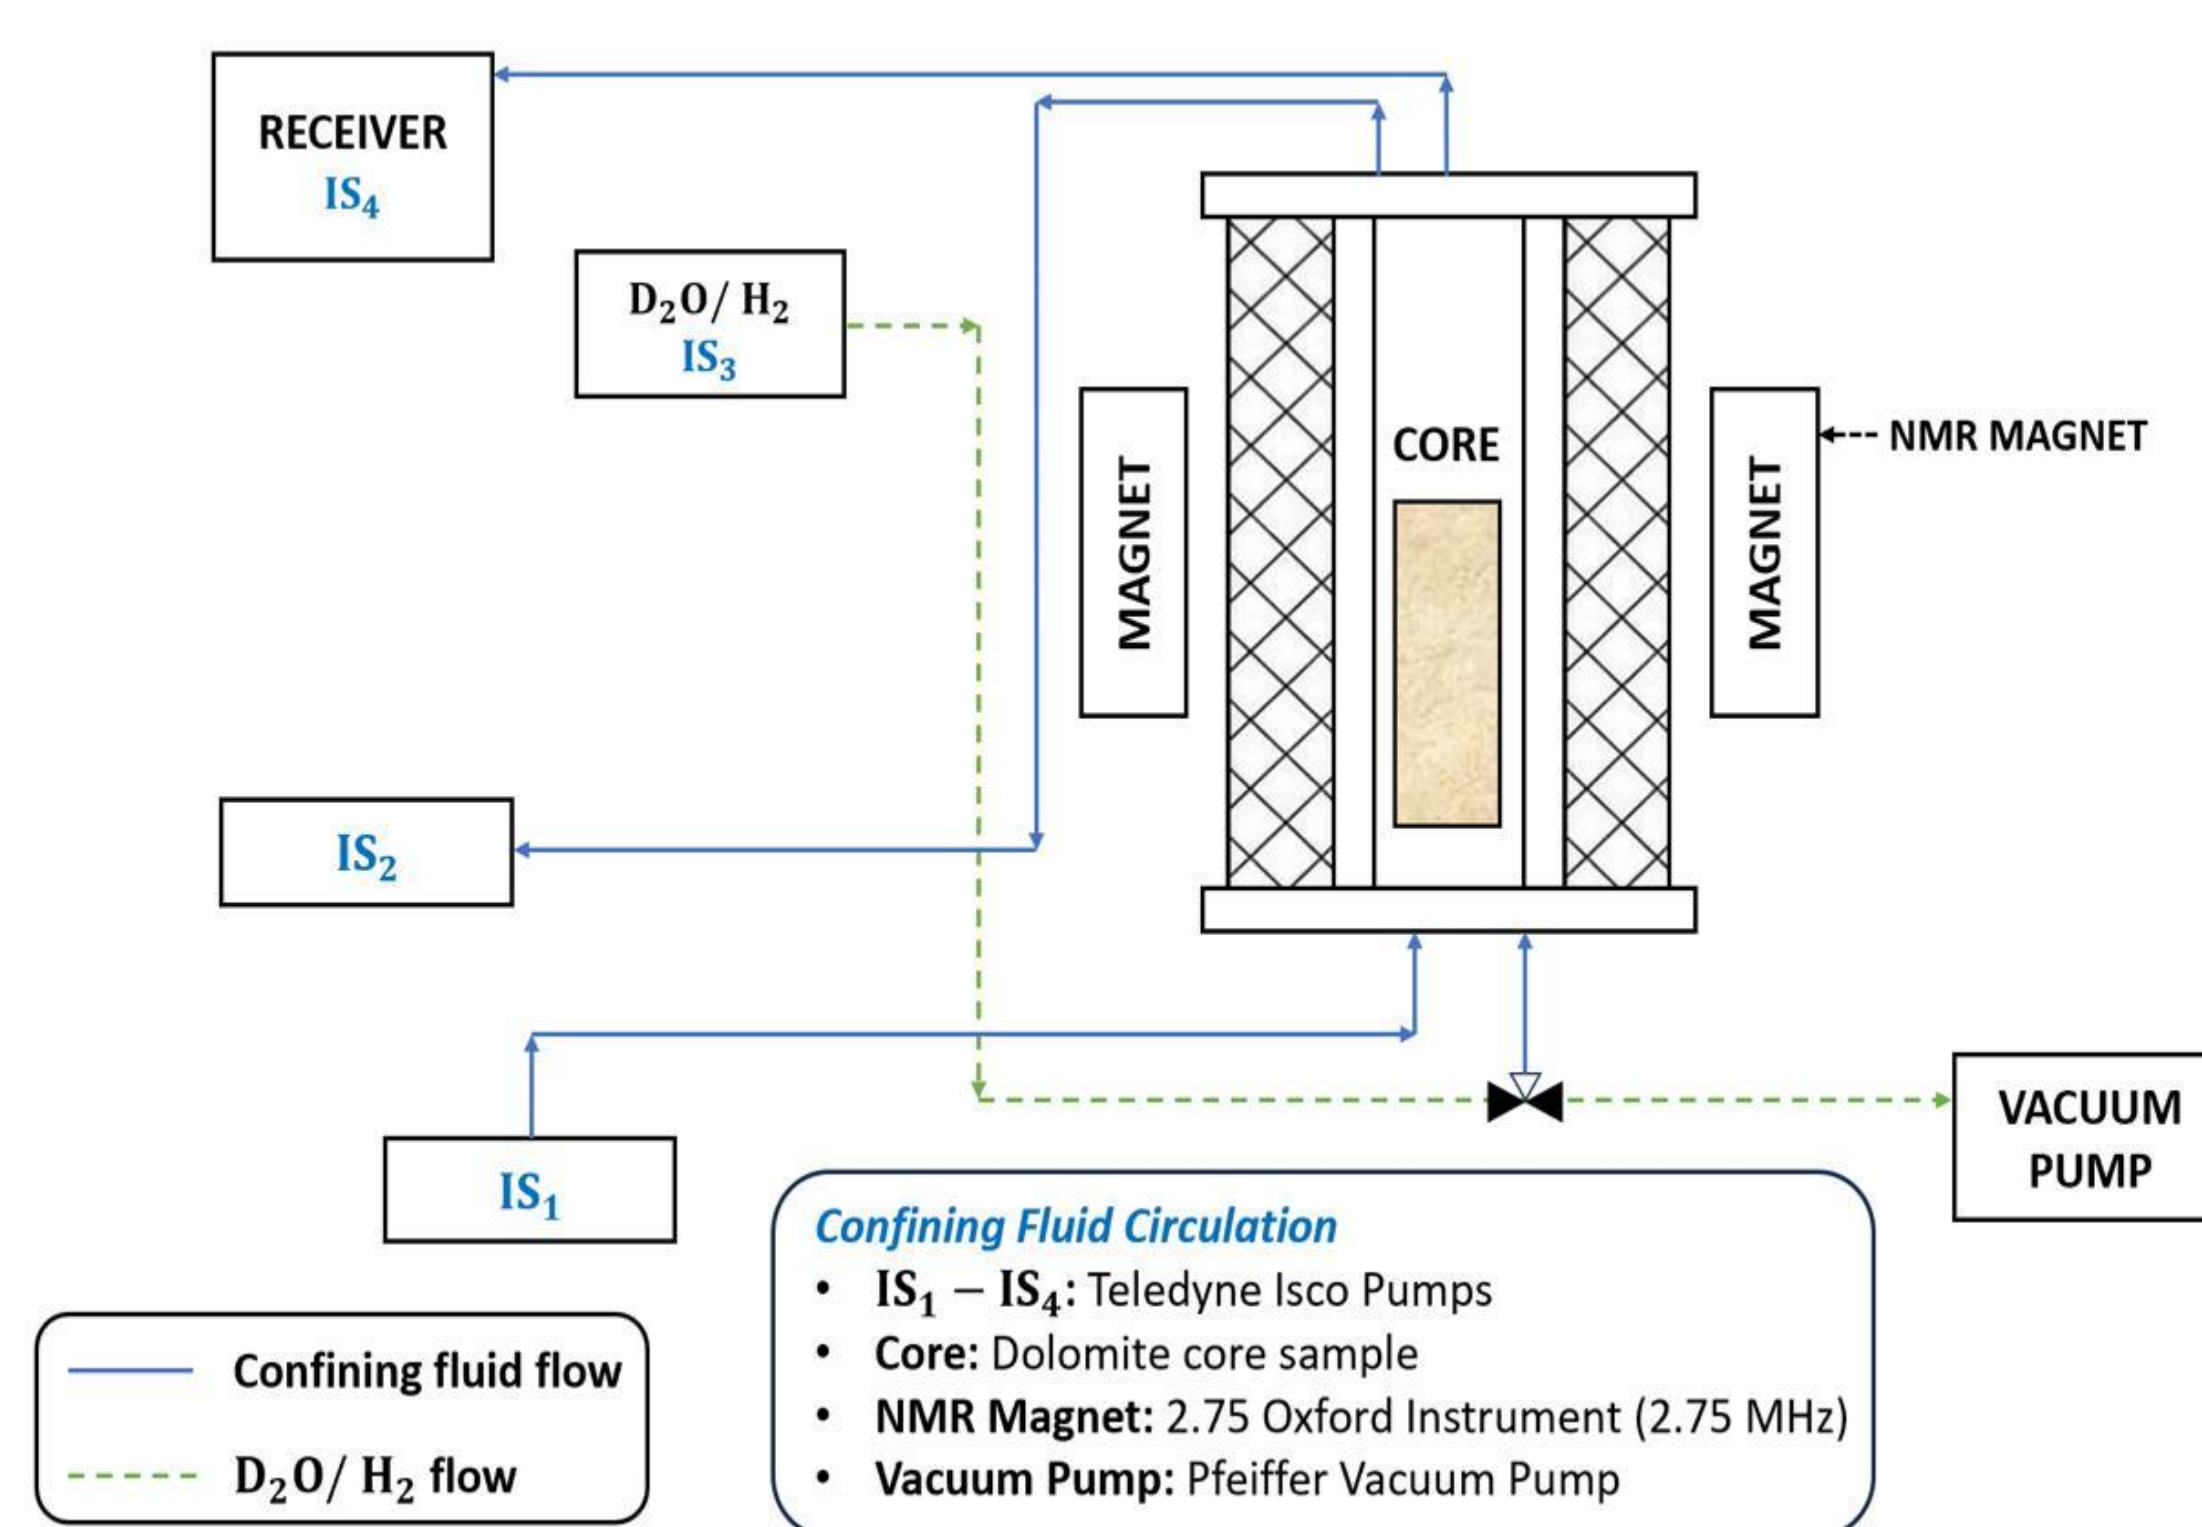 RECEIVER
IS₄
D₂O/ H₂
IS₃
CORE
MAGNET
MAGNET
NMR MAGNET
IS₂
IS₁
VACUUM
PUMP
Confining fluid flow
D₂O/ H₂ flow
Confining Fluid Circulation
• IS₁ – IS₄: Teledyne Isco Pumps
• Core: Dolomite core sample
• NMR Magnet: 2.75 Oxford Instrument (2.75 MHz)
• Vacuum Pump: Pfeiffer Vacuum Pump